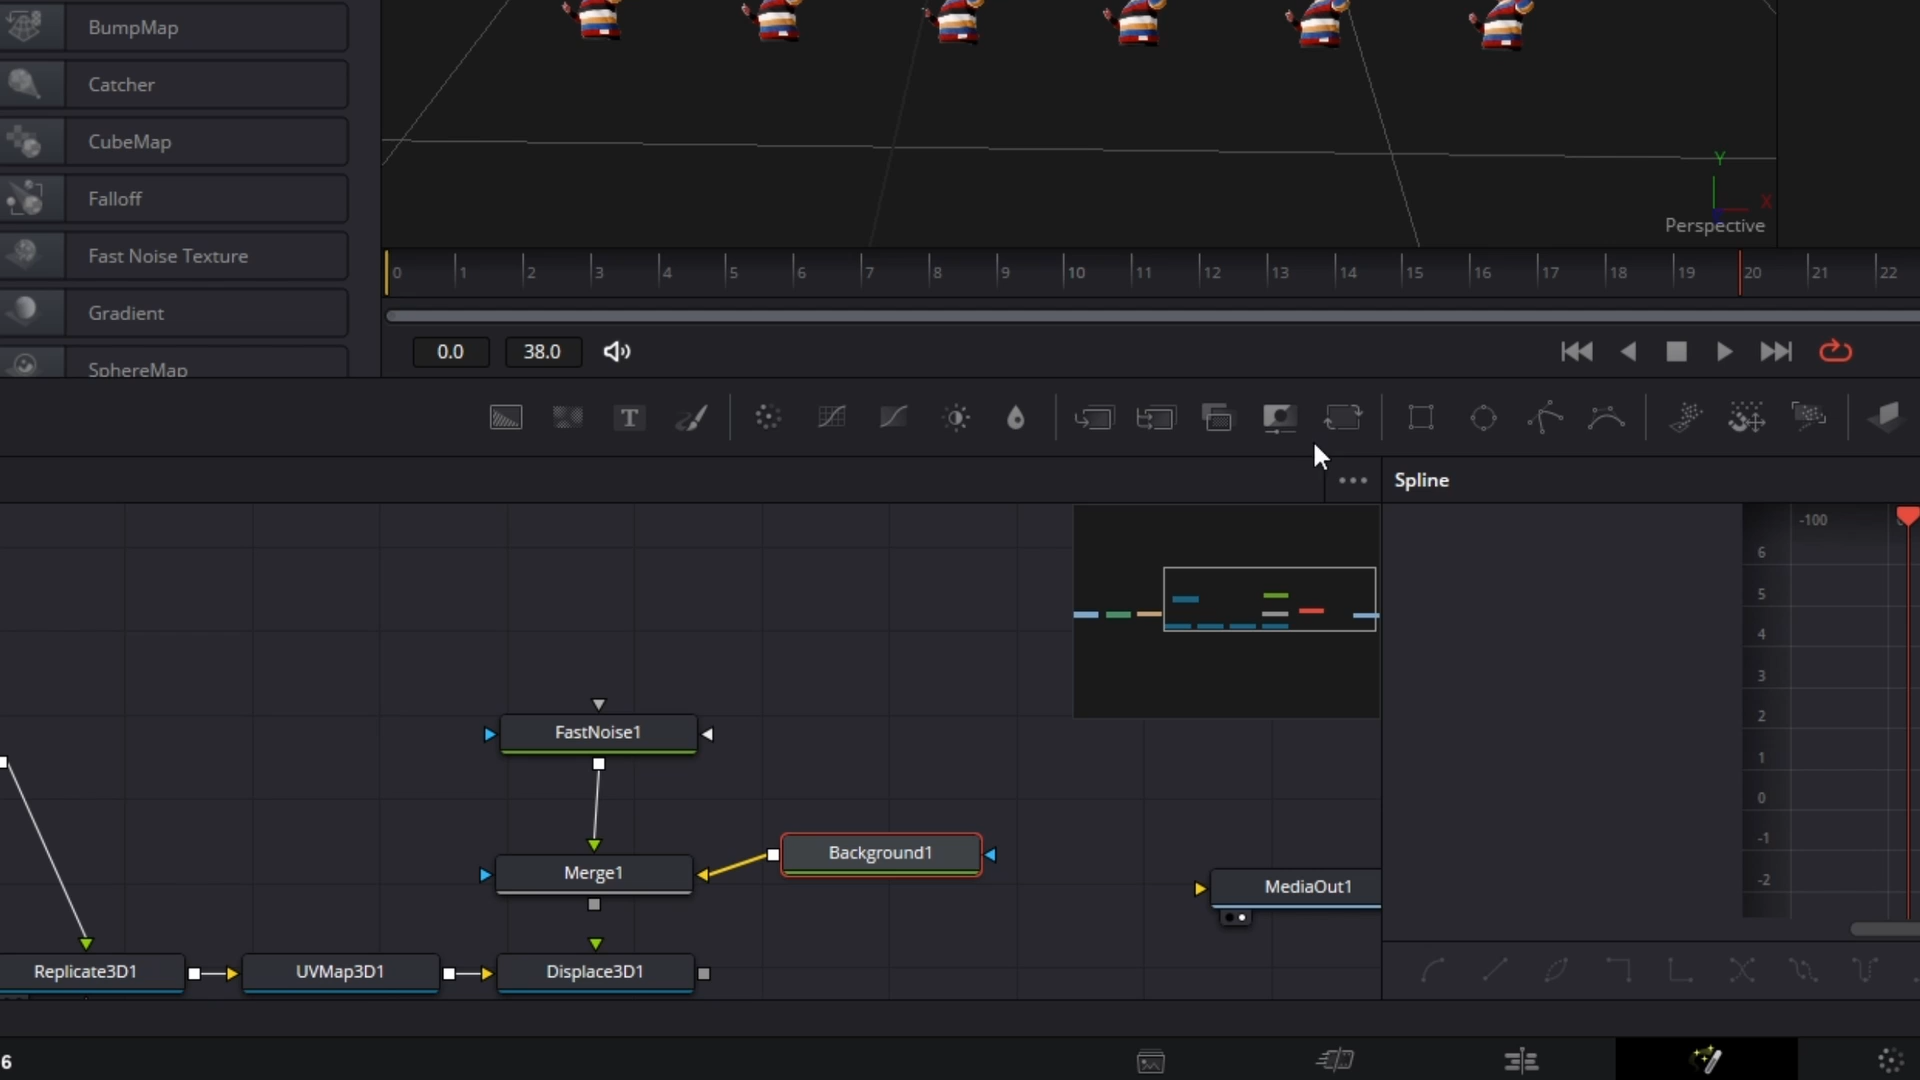 BumpMap
Catcher
CubeMap
Falloff
Fast Noise Texture
Gradient
SphereMap
Y
X
Perspective
0 1 2 3 4 5 6 7 8 9 10 11 12 13 14 15 16 17 18 19 20 21 22
0.0 38.0
T
Spline
-100
6
5
4
3
2
1
0
-1
-2
FastNoise1
Background1
Merge1
MediaOut1
Replicate3D1
UVMap3D1
Displace3D1
6